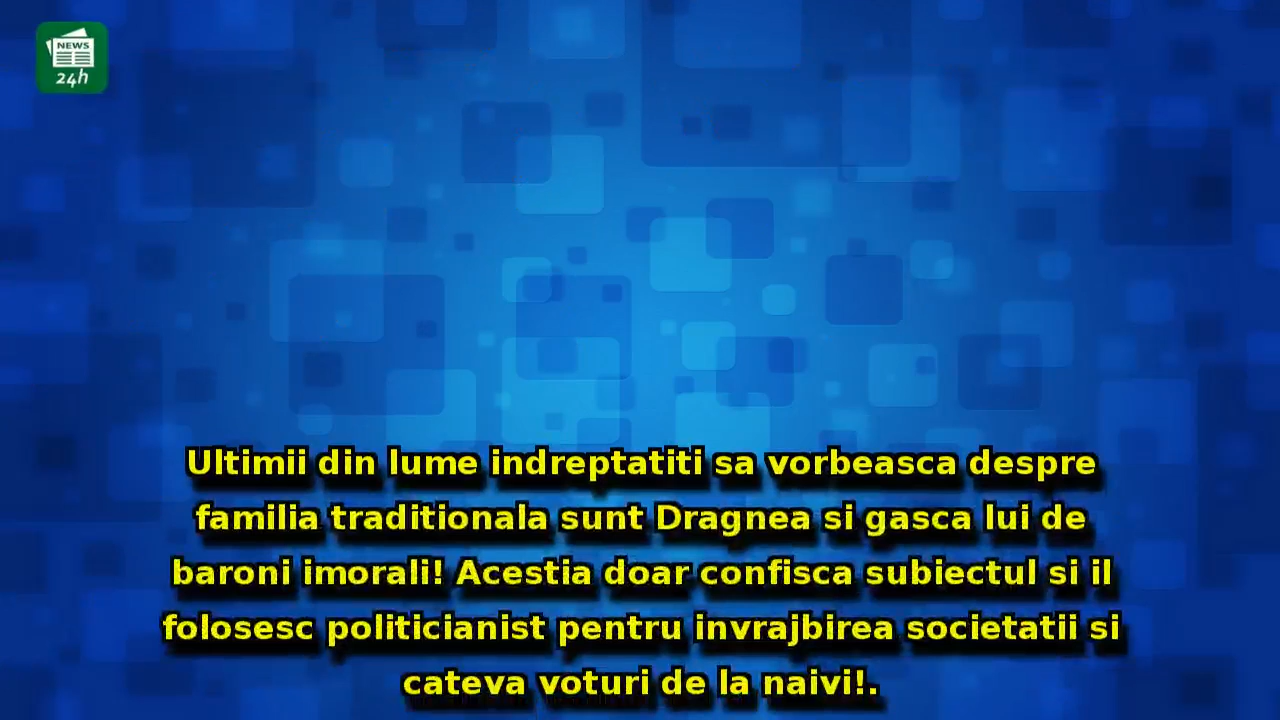 NEWS
24h
Ultimii din lume indreptatiti sa vorbeasca despre
familia traditionala sunt Dragnea si gasca lui de
baroni imorali! Acestia doar confisca subiectul si il
folosesc politicianist pentru invrajbirea societatii si
cateva voturi de la naivi!.